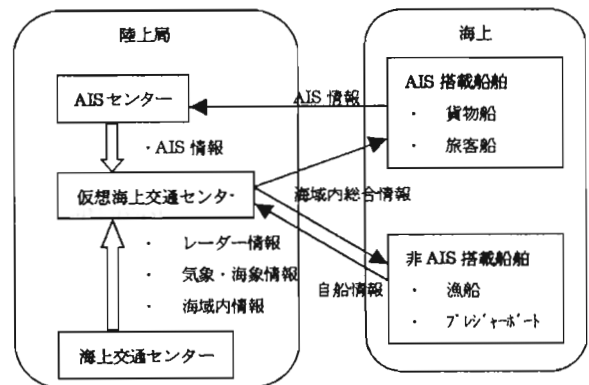 陸上局
海上
AISセンター
AIS 情報
AIS 搭載船舶
・ 貨物船
・ 旅客船
・AIS 情報
仮想海上交通センター
海域内総合情報
・ レーダー情報
・ 気象・海象情報
・ 海域内情報
自船情報
非 AIS 搭載船舶
・ 漁船
・ プレジャーボート
海上交通センター